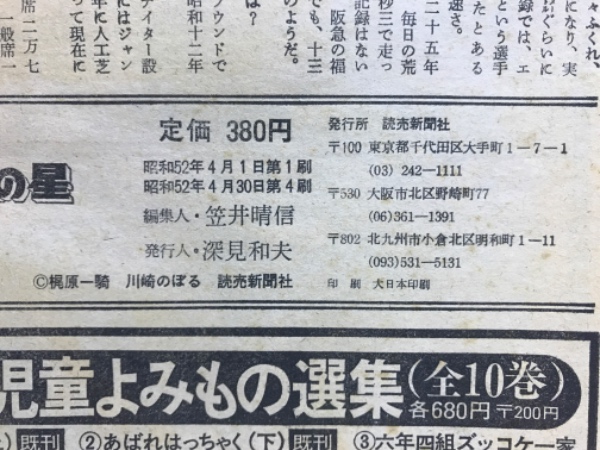 々ふくれ、
になり、実
ぐらいに
録では、エ
という選手
たとある
速さ。
毎日の荒
二十五年
秒三で走っ
記録はない
阪急の福
でも、十三
のようだ。
は？
ラウンドで
昭和十二年
テイター設
にはジャン
年に人工芝
って現在に
席二万七
一般席一
の星
定価 380円
昭和52年4月1日第1刷
昭和52年4月30日第4刷
編集人・笠井晴信
発行人・深見和夫
©梶原一騎 川崎のぼる 読売新聞社
発行所 読売新聞社
〒100 東京都千代田区大手町1-7-1
(03) 242-1111
〒530 大阪市北区野崎町77
(06)361-1391
〒802 北九州市小倉北区明和町1-11
(093)531-5131
印刷 大日本印刷
児童よみもの選集(全10巻)
各680円 〒200円
上) 既刊 ②あばれはっちゃく(下) 既刊 ③六年四組ズッコケ一家